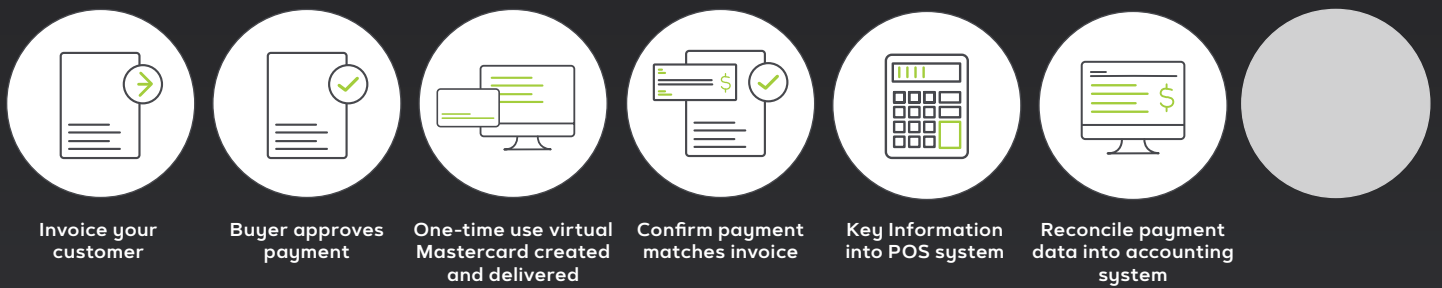 Invoice your
customer
Buyer approves
payment
One-time use virtual
Mastercard created
and delivered
Confirm payment
matches invoice
Key Information
into POS system
Reconcile payment
data into accounting
system
$
$